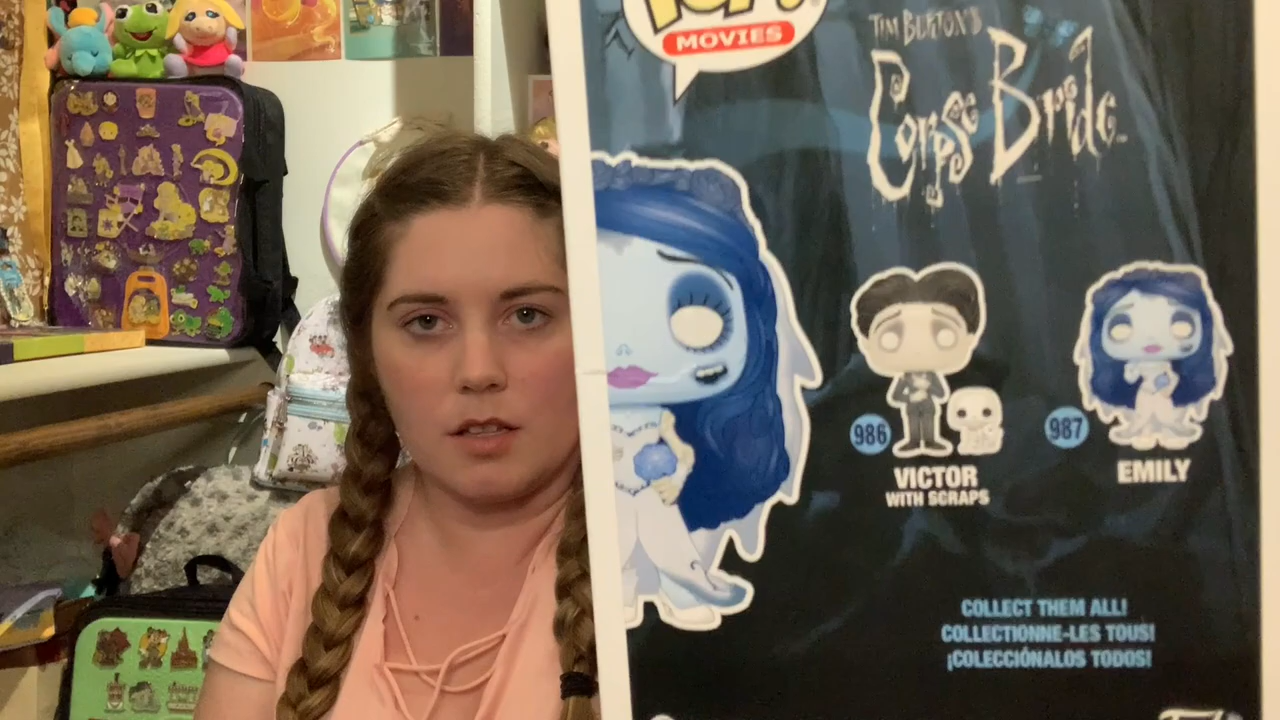 POP!
MOVIES
TIM BURTON'S
Corpse Bride
986
VICTOR
WITH SCRAPS
987
EMILY
COLLECT THEM ALL!
COLLECTIONNE-LES TOUS!
¡COLECCIÓNALOS TODOS!